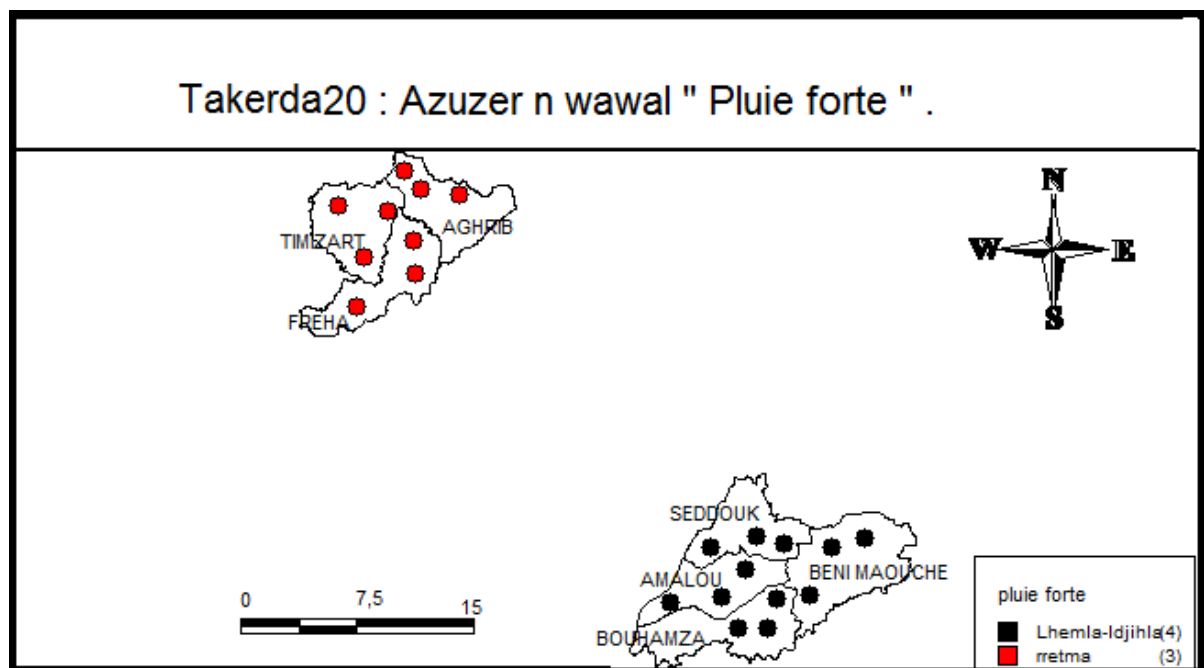 Takerda20 : Azuzer n wawal " Pluie forte " .
N
W E
S
AGHRIB
TIMIZART
FREHA
SEDDOUK
BENI MAOUCHE
AMALOU
BOUHAMZA
0 7,5 15
pluie forte
Lhemla-ldjihla(4)
rretma (3)